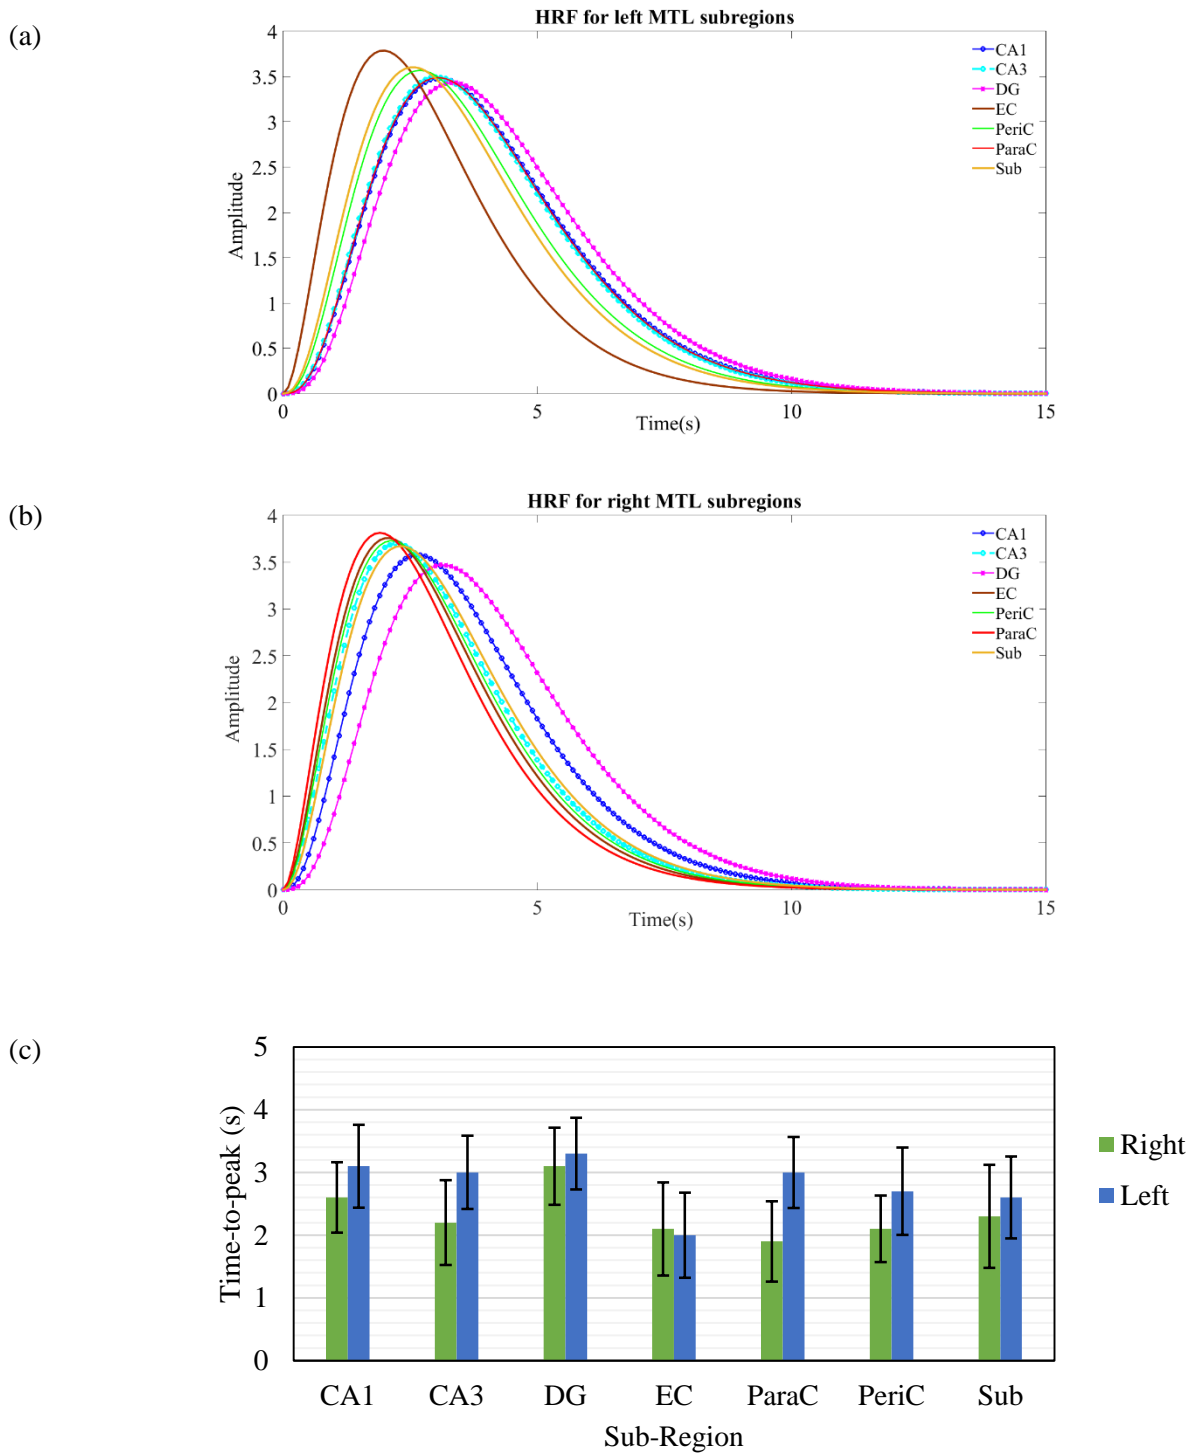 (a)
HRF for left MTL subregions
4
3.5
3
2.5
2
1.5
1
0.5
0
Amplitude
CA1
CA3
DG
EC
PeriC
ParaC
Sub
0 5 10 15
Time(s)
(b)
HRF for right MTL subregions
4
3.5
3
2.5
2
1.5
1
0.5
0
Amplitude
CA1
CA3
DG
EC
PeriC
ParaC
Sub
0 5 10 15
Time(s)
(c)
5
4
3
2
1
0
Time-to-peak (s)
Right
Left
CA1 CA3 DG EC ParaC PeriC Sub
Sub-Region